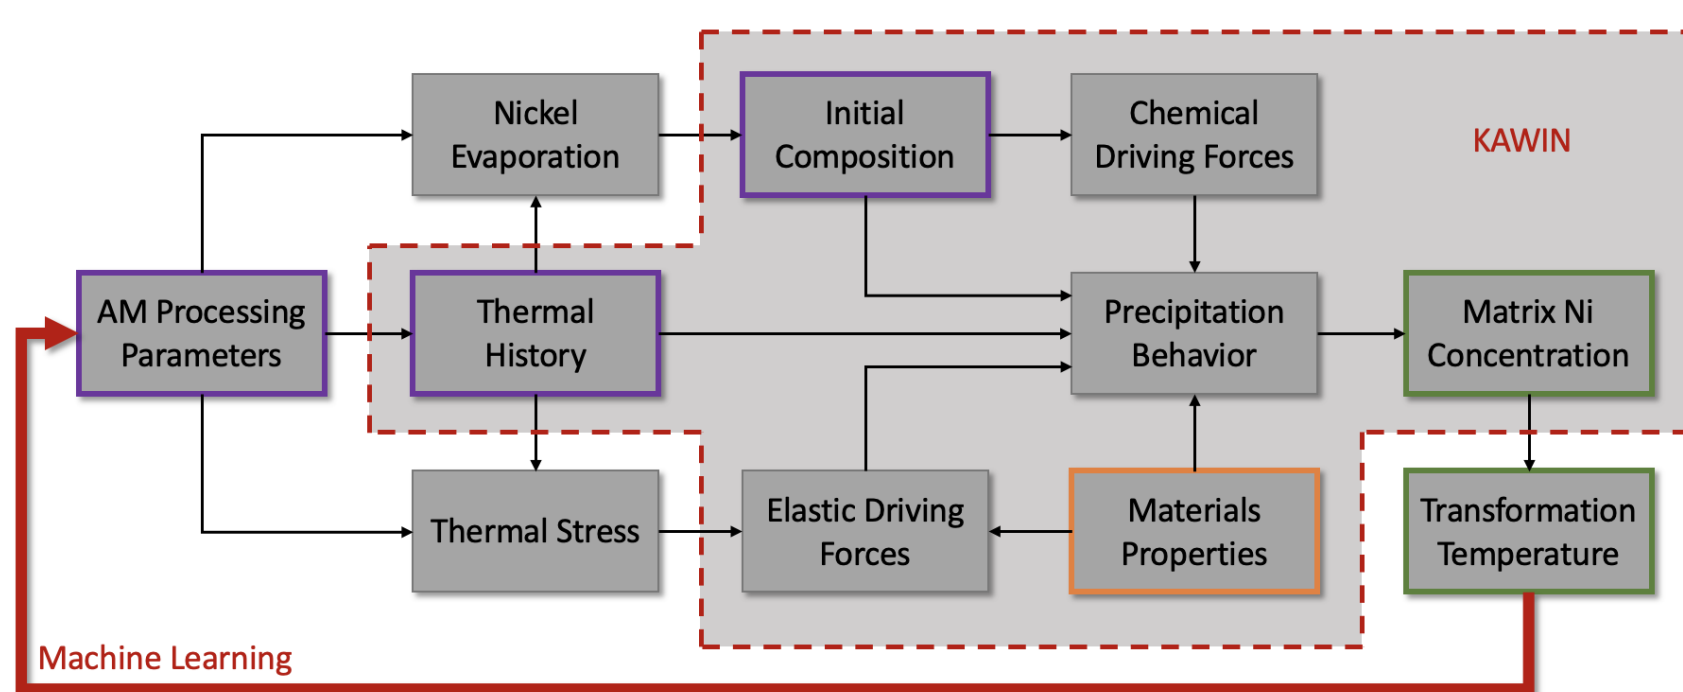 Nickel
Evaporation
Initial
Composition
Chemical
Driving Forces
KAWIN
AM Processing
Parameters
Thermal
History
Precipitation
Behavior
Matrix Ni
Concentration
Thermal Stress
Elastic Driving
Forces
Materials
Properties
Transformation
Temperature
Machine Learning